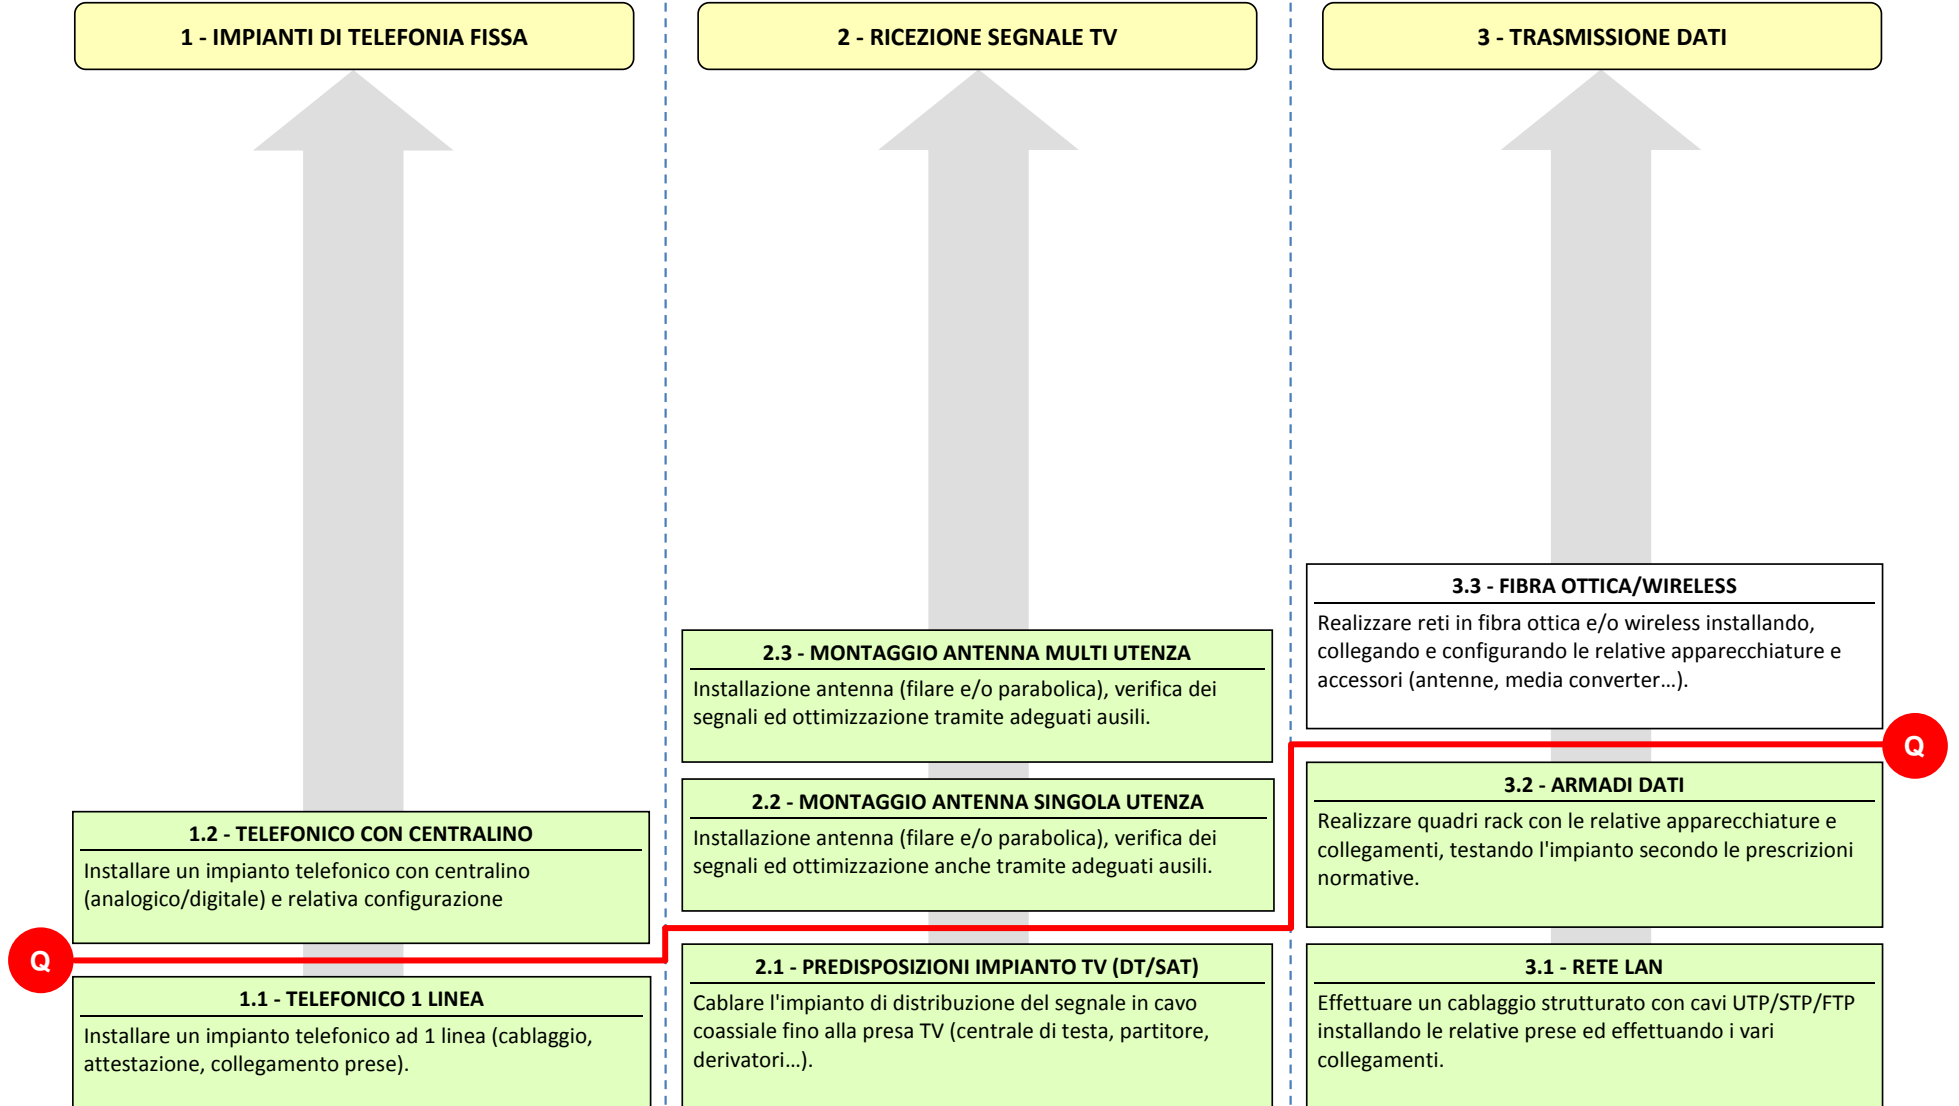 1 - IMPIANTI DI TELEFONIA FISSA
2 - RICEZIONE SEGNALE TV
3 - TRASMISSIONE DATI
3.3 - FIBRA OTTICA/WIRELESS
Realizzare reti in fibra ottica e/o wireless installando,
collegando e configurando le relative apparecchiature e
accessori (antenne, media converter…).
2.3 - MONTAGGIO ANTENNA MULTI UTENZA
Installazione antenna (filare e/o parabolica), verifica dei
segnali ed ottimizzazione tramite adeguati ausili.
Q
3.2 - ARMADI DATI
Realizzare quadri rack con le relative apparecchiature e
collegamenti, testando l'impianto secondo le prescrizioni
normative.
2.2 - MONTAGGIO ANTENNA SINGOLA UTENZA
Installazione antenna (filare e/o parabolica), verifica dei
segnali ed ottimizzazione anche tramite adeguati ausili.
1.2 - TELEFONICO CON CENTRALINO
Installare un impianto telefonico con centralino
(analogico/digitale) e relativa configurazione
Q
1.1 - TELEFONICO 1 LINEA
Installare un impianto telefonico ad 1 linea (cablaggio,
attestazione, collegamento prese).
2.1 - PREDISPOSIZIONI IMPIANTO TV (DT/SAT)
Cablare l'impianto di distribuzione del segnale in cavo
coassiale fino alla presa TV (centrale di testa, partitore,
derivatori…).
3.1 - RETE LAN
Effettuare un cablaggio strutturato con cavi UTP/STP/FTP
installando le relative prese ed effettuando i vari
collegamenti.